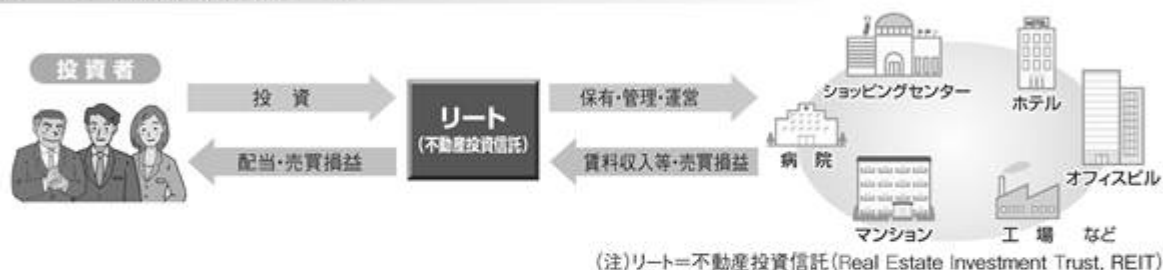 投資者
投 資
配当・売買損益
リート
(不動産投資信託)
保有・管理・運営
賃料収入等・売買損益
ショッピングセンター
HOTEL
ホテル
病 院
オフィスビル
マンション
工 場 など
(注)リート=不動産投資信託(Real Estate Investment Trust, REIT)